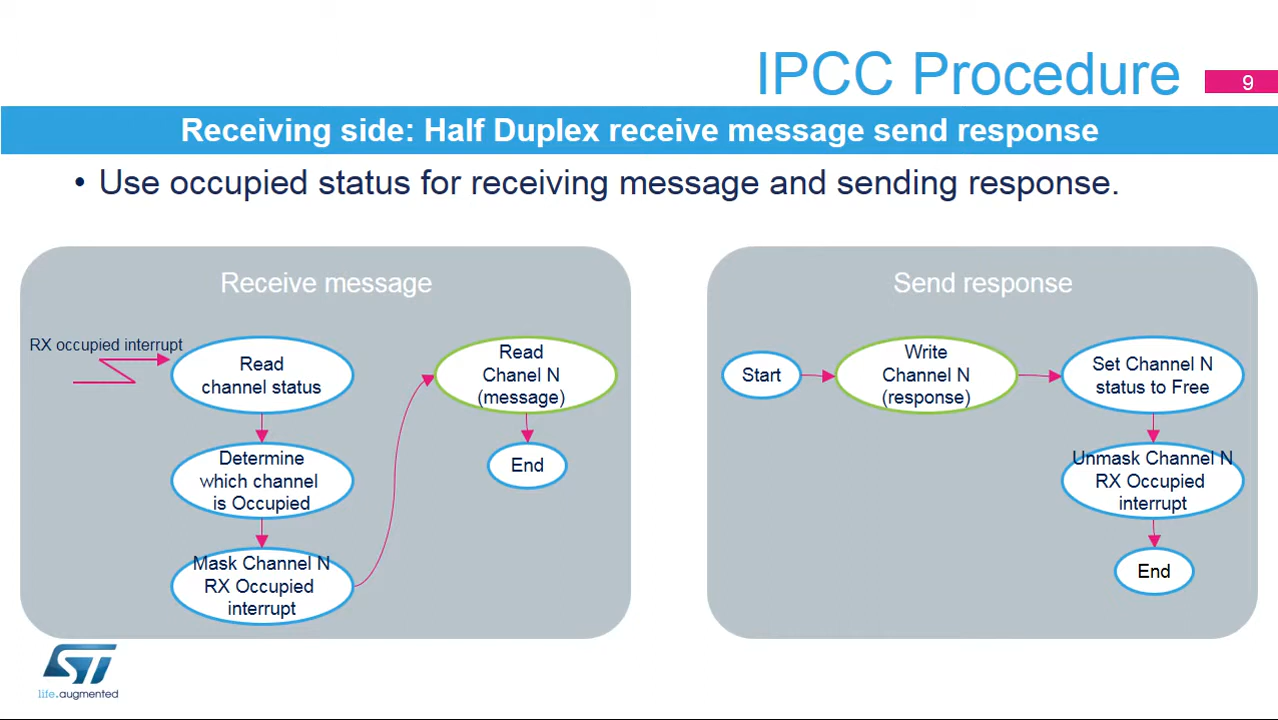 IPCC Procedure
9
Receiving side: Half Duplex receive message send response
• Use occupied status for receiving message and sending response.
Receive message
RX occupied interrupt
Read
channel status
Determine
which channel
is Occupied
Mask Channel N
RX Occupied
interrupt
Read
Chanel N
(message)
End
Send response
Start
Write
Channel N
(response)
Set Channel N
status to Free
Unmask Channel N
RX Occupied
interrupt
End
ST
life.augmented